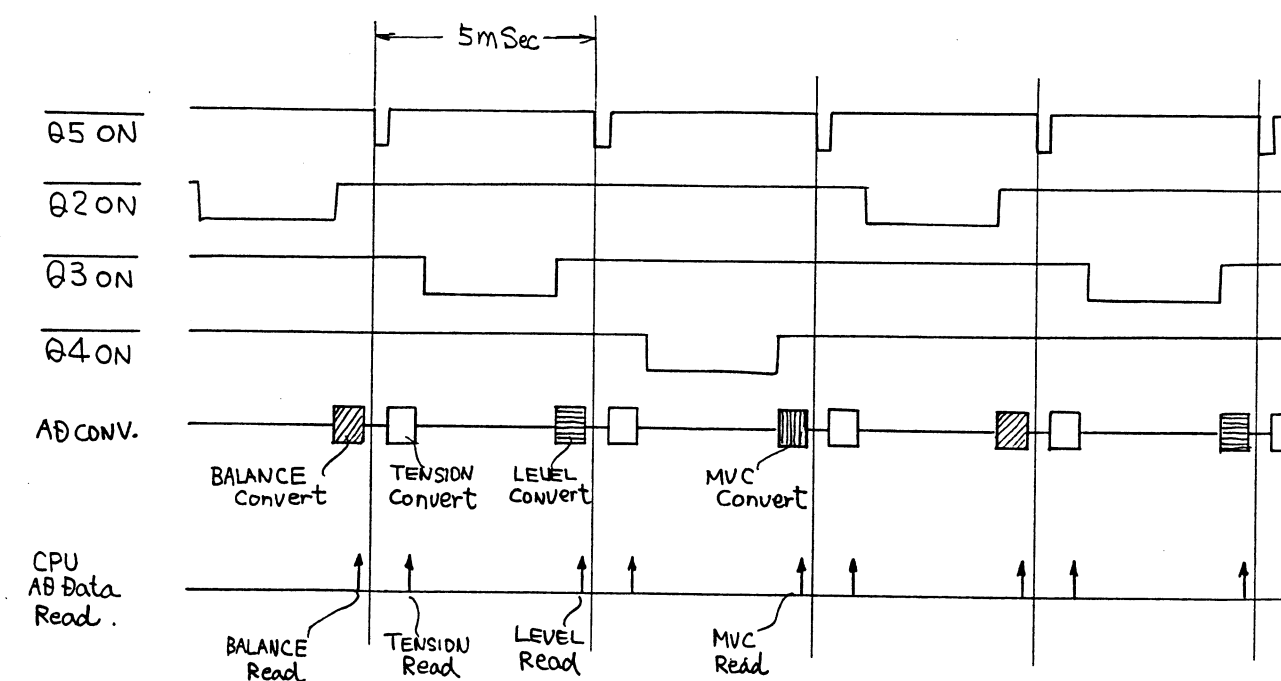 5mSec
Q5 ON
Q2 ON
Q3 ON
Q4 ON
AD CONV.
BALANCE
Convert
TENSION
Convert
LEVEL
Convert
MVC
Convert
CPU
AD Data
Read.
BALANCE
Read
TENSION
Read
LEVEL
Read
MVC
Read